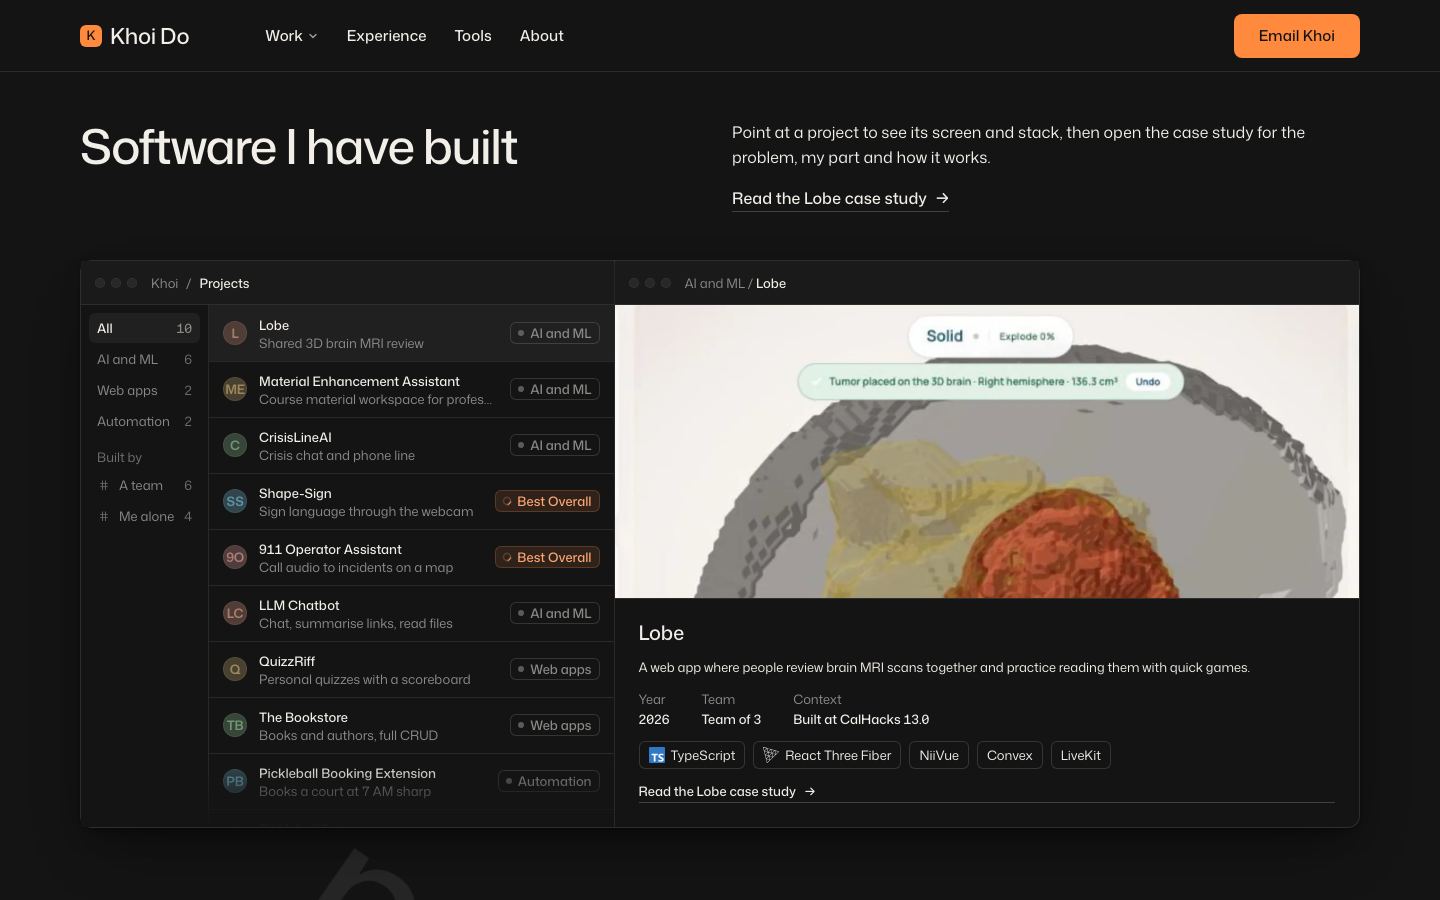 K Khoi Do Work Experience Tools About Email Khoi
Software I have built
Point at a project to see its screen and stack, then open the case study for the
problem, my part and how it works.
Read the Lobe case study →
Khoi / Projects
All 10
AI and ML 6
Web apps 2
Automation 2
Built by
# A team 6
# Me alone 4
L Lobe AI and ML
Shared 3D brain MRI review
ME Material Enhancement Assistant AI and ML
Course material workspace for profes...
C CrisisLineAI AI and ML
Crisis chat and phone line
SS Shape-Sign Best Overall
Sign language through the webcam
9O 911 Operator Assistant Best Overall
Call audio to incidents on a map
LC LLM Chatbot AI and ML
Chat, summarise links, read files
Q QuizzRiff Web apps
Personal quizzes with a scoreboard
TB The Bookstore Web apps
Books and authors, full CRUD
PB Pickleball Booking Extension Automation
Books a court at 7 AM sharp
AI and ML / Lobe
Solid Explode 0%
Tumor placed on the 3D brain · Right hemisphere · 136.3 cm³ Undo
Lobe
A web app where people review brain MRI scans together and practice reading them with quick games.
Year Team Context
2026 Team of 3 Built at CalHacks 13.0
TS TypeScript React Three Fiber NiiVue Convex LiveKit
Read the Lobe case study →